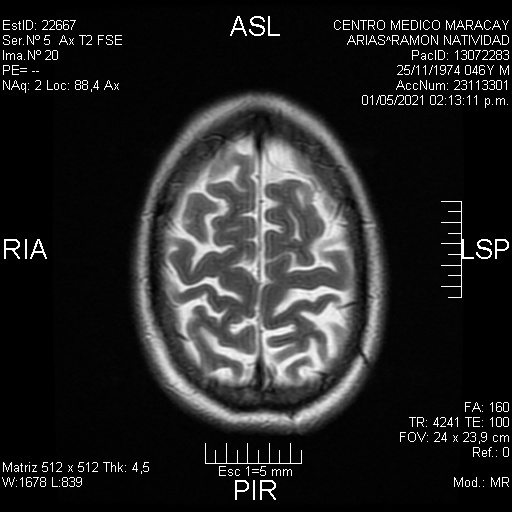 EstID: 22667
Ser.Nº 5 Ax T2 FSE
Ima.Nº 20
PE= --
NAq: 2 Loc: 88,4 Ax
ASL
CENTRO MEDICO MARACAY
ARIAS^RAMON NATIVIDAD
PacID: 13072283
25/11/1974 046Y M
AccNum: 23113301
01/05/2021 02:13:11 p.m.
RIA
LSP
FA: 160
TR: 4241 TE: 100
FOV: 24 x 23,9 cm
Ref.: 0
Matriz 512 x 512 Thk: 4,5
W:1678 L:839
Esc 1=5 mm
PIR
Mod.: MR